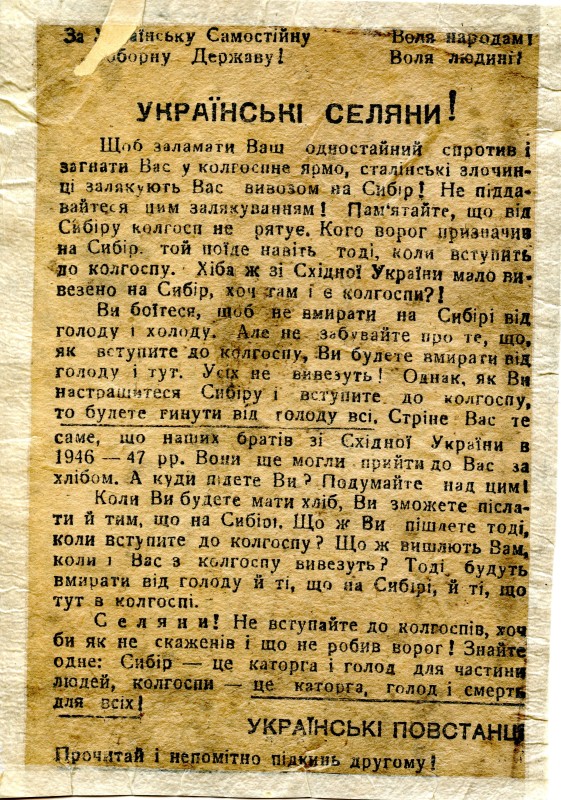 За Українську Самостійну Воля народам!
Соборну Державу! Воля людині!
УКРАЇНСЬКІ СЕЛЯНИ!
Щоб заламати Ваш одностайний спротив і
загнати Вас у колгоспне ярмо, сталінські злочин-
ці залякують Вас вивозом на Сибір! Не підда-
вайтеся цим залякуванням! Пам'ятайте, що від
Сибіру колгосп не рятує. Кого ворог призначив
на Сибір, той поїде навіть тоді, коли вступить
до колгоспу. Хіба ж зі Східної України мало ви-
везено на Сибір, хоч там і є колгоспи?!
Ви боїтеся, щоб не вмирати на Сибірі від
голоду і холоду. Але не забувайте про те, що,
як вступите до колгоспу, Ви будете вмирати від
голоду і тут. Усіх не вивезуть! Однак, як Ви
настрашитеся Сибіру і вступите до колгоспу,
то будете гинути від голоду всі. Стріне Вас те
саме, що наших братів зі Східної України в
1946 — 47 рр. Вони ще могли прийти до Вас за
хлібом. А куди підете Ви? Подумайте над цим!
Коли Ви будете мати хліб, Ви зможете післа-
ти й тим, що на Сибірі. Що ж Ви пішлете тоді,
коли вступите до колгоспу? Що ж вишлють Вам,
коли і Вас з колгоспу вивезуть? Тоді будуть
вмирати від голоду й ті, що на Сибірі, й ті, що
тут в колгоспі.
Селяни! Не вступайте до колгоспів, хоч
би як не скаженів і що не робив ворог! Знайте
одне: Сибір — це каторга і голод для частини
людей, колгоспи — це каторга, голод і смерть
для всіх!
УКРАЇНСЬКІ ПОВСТАНЦІ
Прочитай і непомітно підкинь другому!